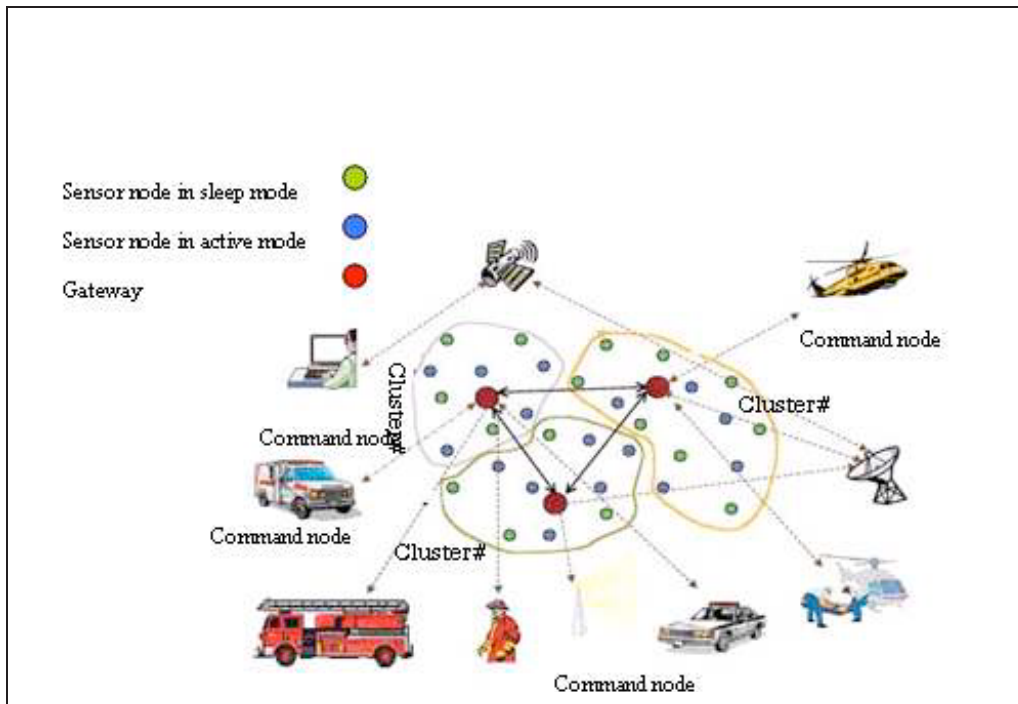 Sensor node in sleep mode
Sensor node in active mode
Gateway
Command node
Cluster#
Cluster#
Command node
Command node
Cluster#
Command node